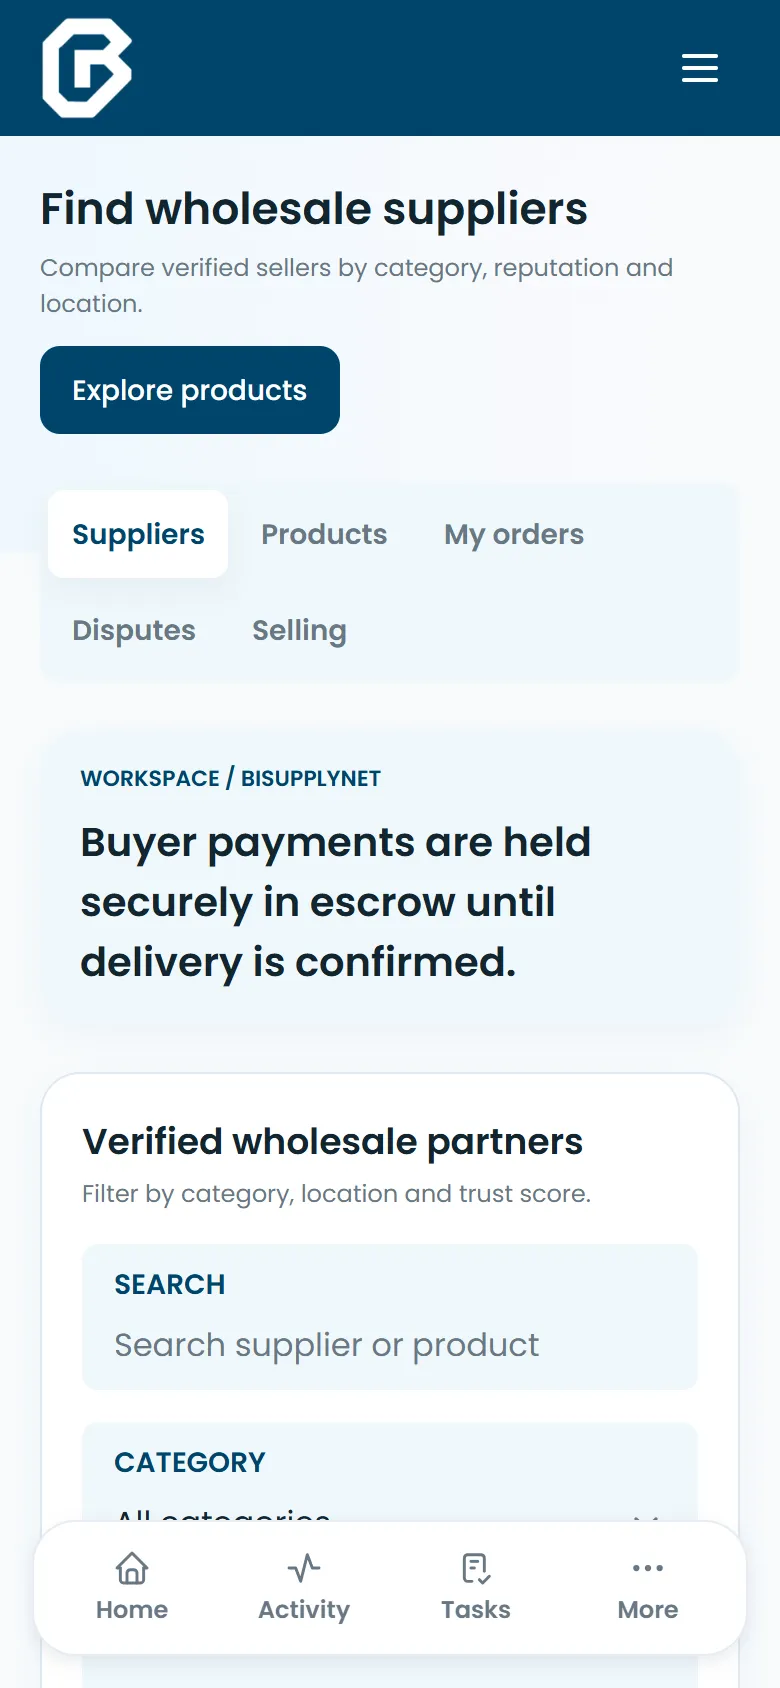 Find wholesale suppliers
Compare verified sellers by category, reputation and
location.
Explore products
Suppliers
Products
My orders
Disputes
Selling
WORKSPACE / BISUPPLYNET
Buyer payments are held
securely in escrow until
delivery is confirmed.
Verified wholesale partners
Filter by category, location and trust score.
SEARCH
Search supplier or product
CATEGORY
All categories
Home
Activity
Tasks
More